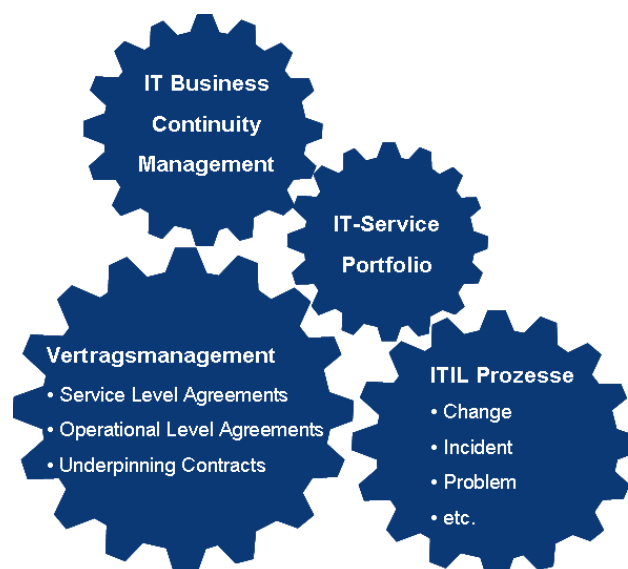 IT Business
Continuity
Management
IT-Service
Portfolio
Vertragsmanagement
• Service Level Agreements
• Operational Level Agreements
• Underpinning Contracts
ITIL Prozesse
• Change
• Incident
• Problem
• etc.